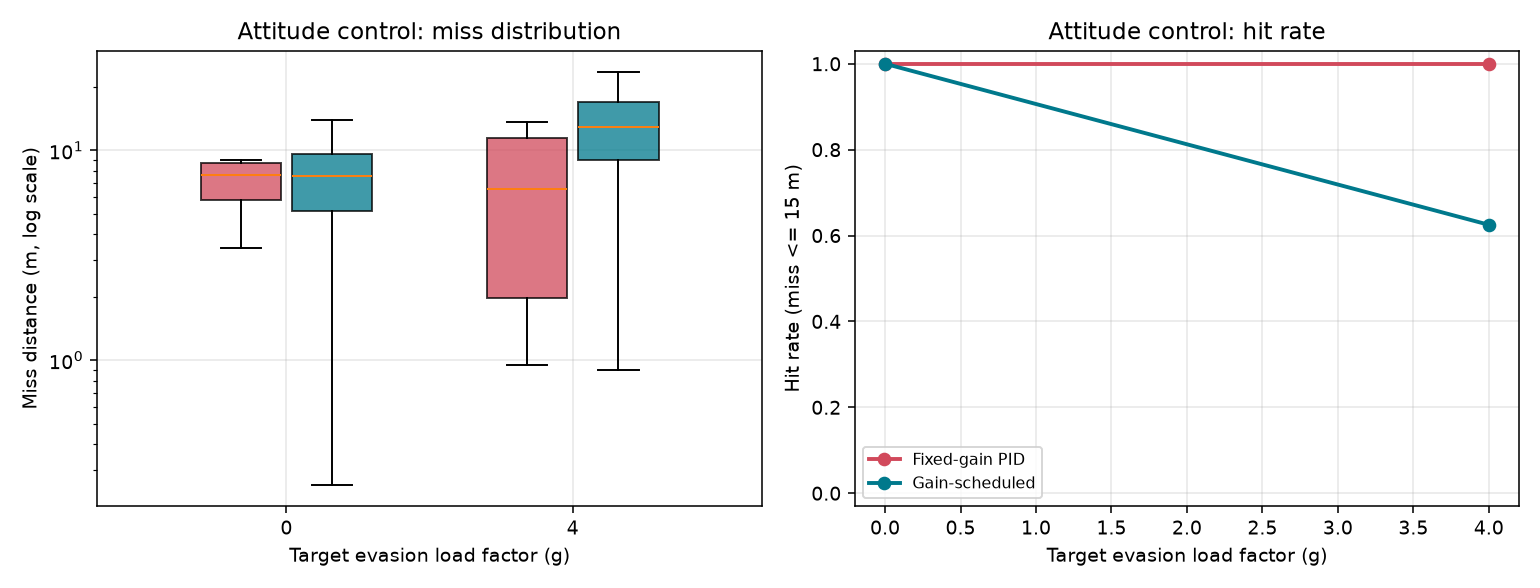 Attitude control: miss distribution
Miss distance (m, log scale)
10¹
10⁰
0
4
Target evasion load factor (g)
Attitude control: hit rate
Hit rate (miss <= 15 m)
1.0
0.8
0.6
0.4
0.2
0.0
Fixed-gain PID
Gain-scheduled
0.0 0.5 1.0 1.5 2.0 2.5 3.0 3.5 4.0
Target evasion load factor (g)